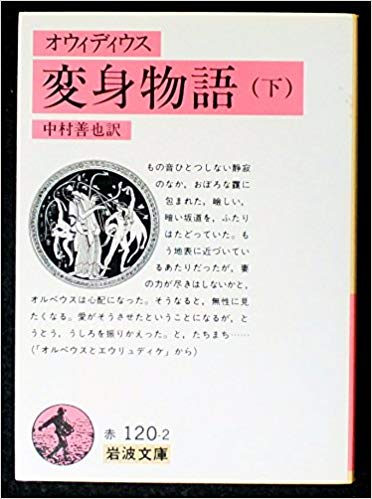 オウィディウス
変身物語（下）
中村善也訳
もの音ひとつしない静寂
のなか，おぼろな靄に
包まれた，嶮しい，
暗い坂道を，ふたり
はたどっていた。も
う地表に近づいてい
るあたりだったが，妻
の力が尽きはしないかと，
オルペウスは心配になった。そうなると，無性に見
たくなる。愛がそうさせたということになるが，と
うとう，うしろを振りかえった。と，たちまち……
（「オルペウスとエウリュディケ」から）
赤 120-2
岩波文庫